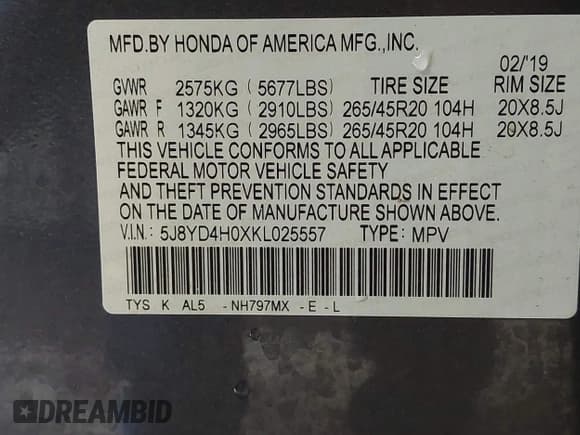 MFD.BY HONDA OF AMERICA MFG.,INC.
02/'19
GVWR 2575KG ( 5677LBS) TIRE SIZE RIM SIZE
GAWR F 1320KG ( 2910LBS) 265/45R20 104H 20X8.5J
GAWR R 1345KG ( 2965LBS) 265/45R20 104H 20X8.5J
THIS VEHICLE CONFORMS TO ALL APPLICABLE
FEDERAL MOTOR VEHICLE SAFETY
AND THEFT PREVENTION STANDARDS IN EFFECT
ON THE DATE OF MANUFACTURE SHOWN ABOVE.
V.I.N.: 5J8YD4H0XKL025557 TYPE: MPV
TYS K AL5 -NH797MX -E -L
DREAMBID